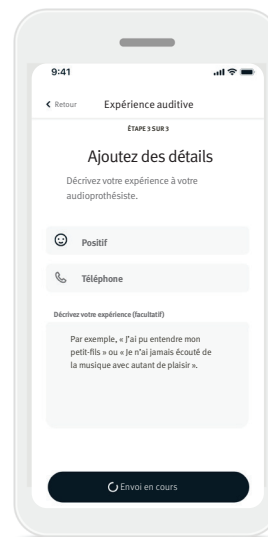 9:41
Retour Expérience auditive
ÉTAPE 3 SUR 3
Ajoutez des détails
Décrivez votre expérience à votre
audioprothésiste.
Positif
Téléphone
Décrivez votre expérience (facultatif)
Par exemple, « J'ai pu entendre mon
petit-fils » ou « Je n'ai jamais écouté de
la musique avec autant de plaisir ».
Envoi en cours